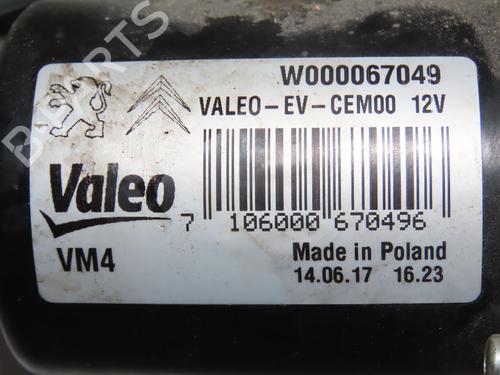 W000067049
VALEO-EV-CEM00 12V
Valeo
7 106000 670496
VM4
Made in Poland
14.06.17 16.23